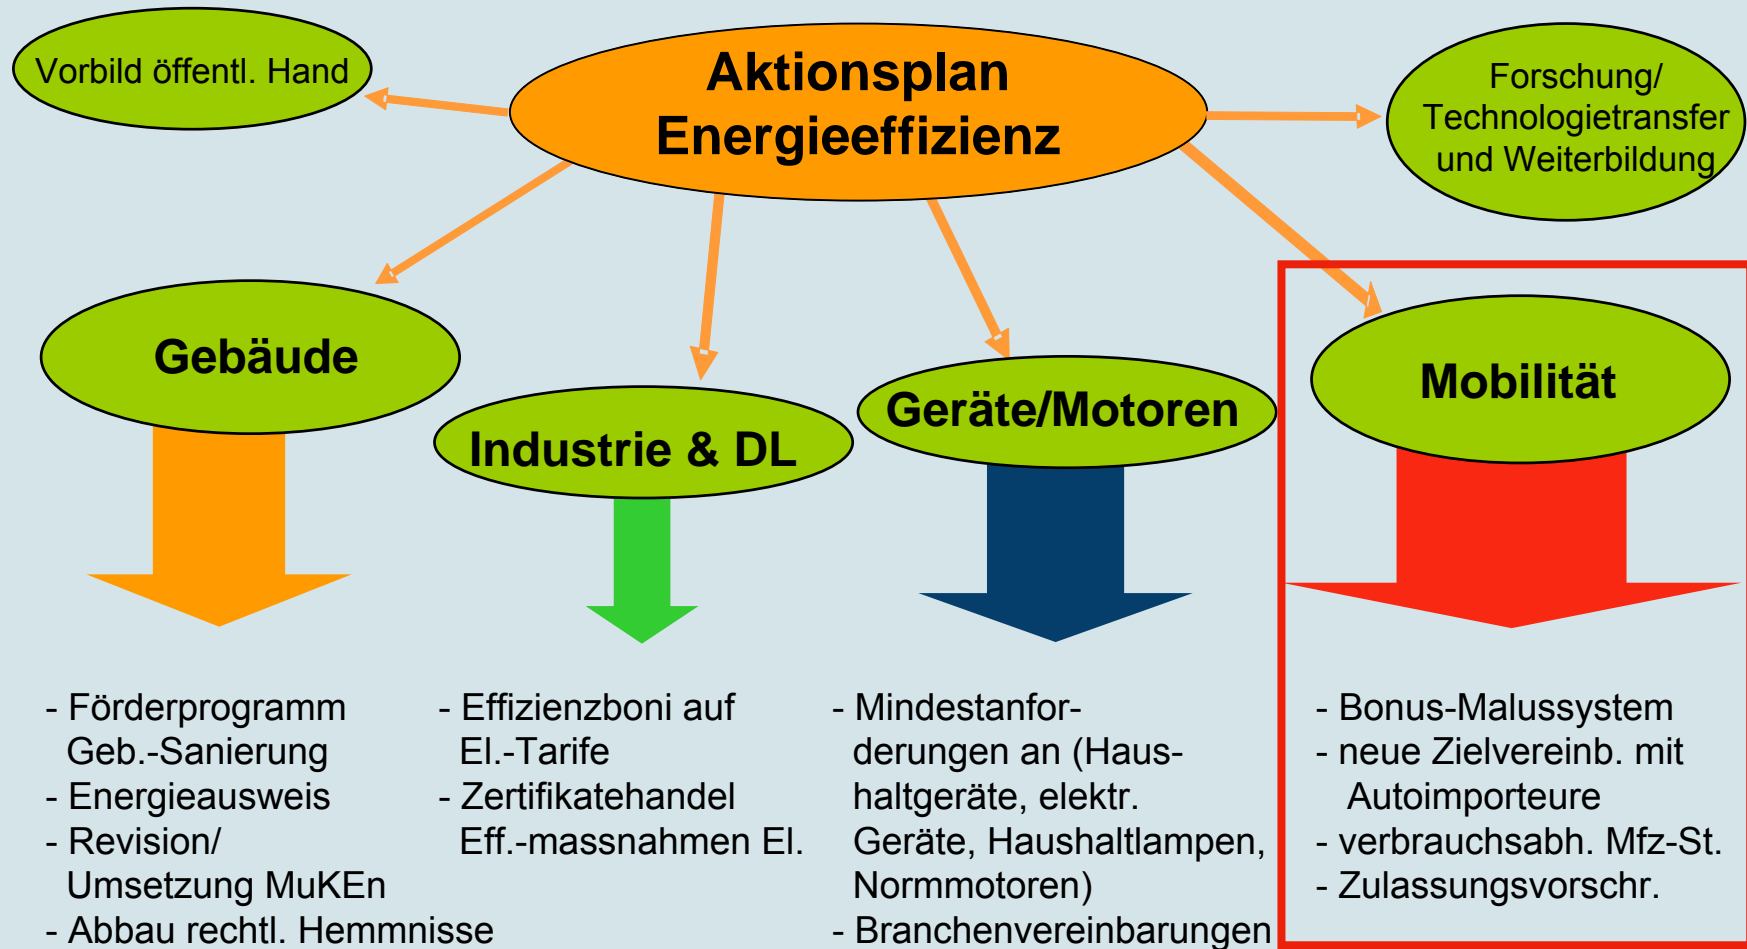 Vorbild öffentl. Hand
Aktionsplan
Energieeffizienz
Forschung/
Technologietransfer
und Weiterbildung
Gebäude
Industrie & DL
Geräte/Motoren
Mobilität
- Förderprogramm
Geb.-Sanierung
- Energieausweis
- Revision/
Umsetzung MuKEn
- Abbau rechtl. Hemmnisse
- Effizienzboni auf
El.-Tarife
- Zertifikatehandel
Eff.-massnahmen El.
- Mindestanfor-
derungen an (Haus-
haltgeräte, elektr.
Geräte, Haushaltlampen,
Normmotoren)
- Branchenvereinbarungen
- Bonus-Malussystem
- neue Zielvereinb. mit
Autoimporteure
- verbrauchsabh. Mfz-St.
- Zulassungsvorschr.